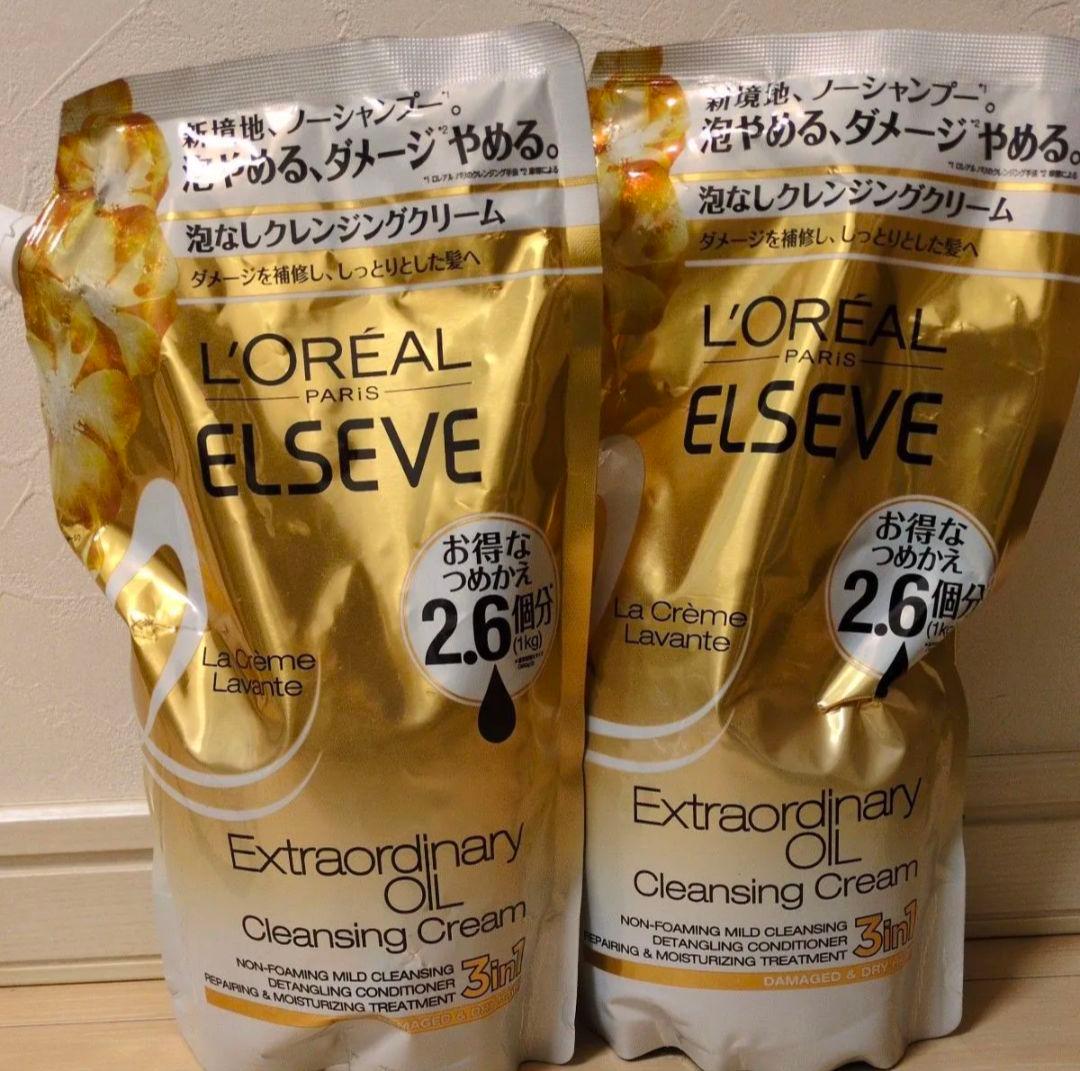 新境地、ノーシャンプー*1。
泡やめる、ダメージ*2やめる。
泡なしクレンジングクリーム
ダメージを補修し、しっとりとした髪へ
L'ORÉAL
PARiS
ELSEVE
お得な
つめかえ
2.6個分
(1kg)
La Crème
Lavante
Extraordinary
OIL
Cleansing Cream
NON-FOAMING MILD CLEANSING
DETANGLING CONDITIONER
REPAIRING & MOISTURIZING TREATMENT
3in1
新境地、ノーシャンプー*1。
泡やめる、ダメージ*2やめる。
泡なしクレンジングクリーム
ダメージを補修し、しっとりとした髪へ
L'ORÉAL
PARiS
ELSEVE
お得な
つめかえ
2.6個分
La Crème
Lavante
Extraordinary
OIL
Cleansing Cream
NON-FOAMING MILD CLEANSING
DETANGLING CONDITIONER
REPAIRING & MOISTURIZING TREATMENT
3in1
DAMAGED & DRY